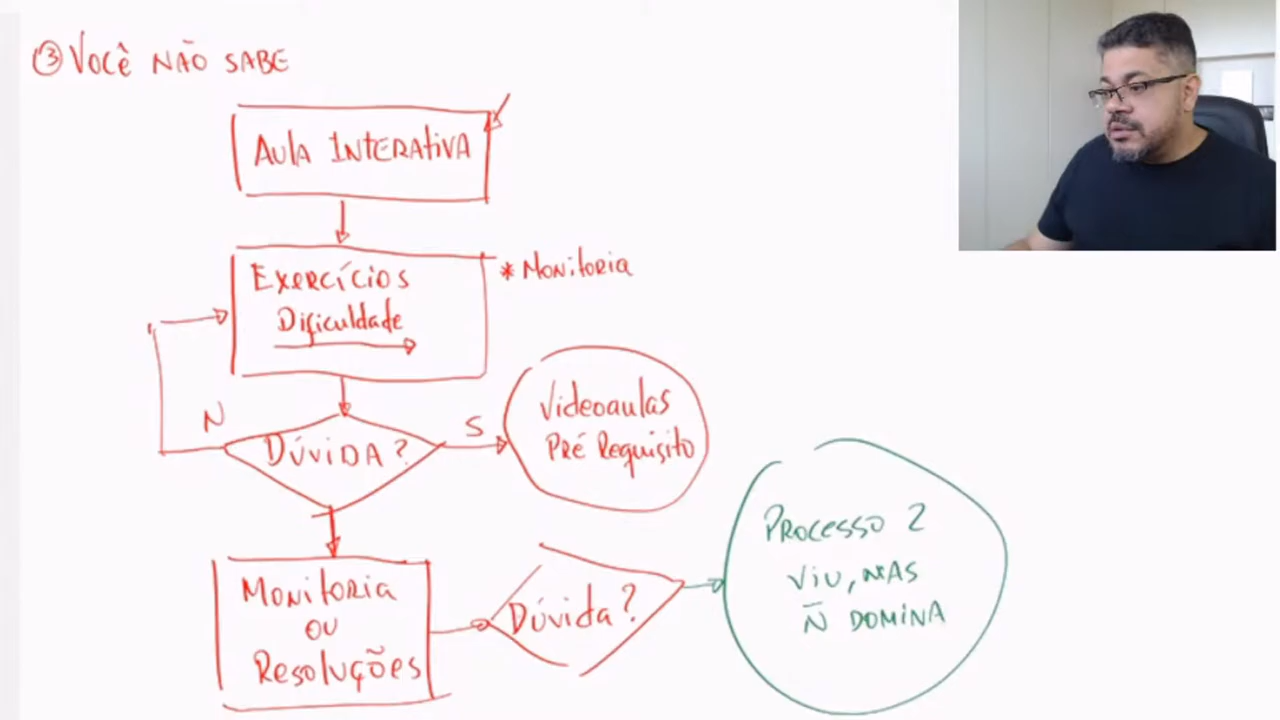 ③ Você NÃO SABE
AULA INTERATIVA
EXERCÍCIOS
DIFICULDADE
* MONITORIA
N
DÚVIDA?
S
VIDEOAULAS
PRÉ REQUISITO
MONITORIA
OU
RESOLUÇÕES
DÚVIDA?
PROCESSO 2
VIU, MAS
Ñ DOMINA